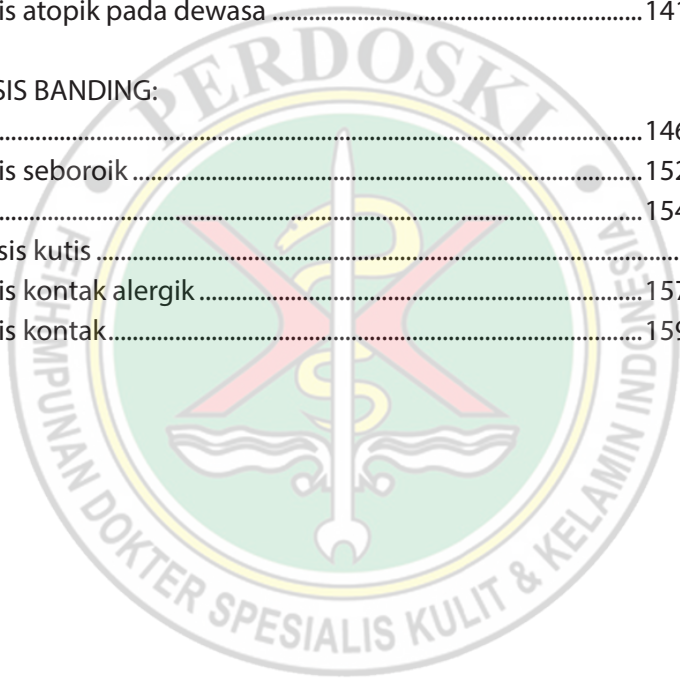 is atopik pada dewasa ........................................................ 141
SIS BANDING:
........................................................ 146
is seboroik ........................................................ 152
........................................................ 154
sis kutis ........................................................
is kontak alergik ........................................................ 157
is kontak ........................................................ 159
PERDOSKI
PERHIMPUNAN DOKTER SPESIALIS KULIT & KELAMIN INDONESIA